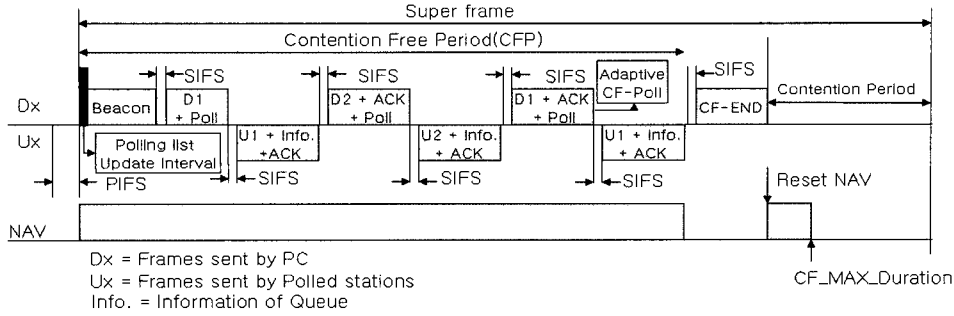 Super frame
Contention Free Period(CFP)
SIFS
SIFS
SIFS
Adaptive
CF-Poll
SIFS
Dx
Beacon
D1
+ Poll
D2 + ACK
+ Poll
D1 + ACK
+ Poll
CF-END
Contention Period
Ux
Polling list
Update Interval
U1 + Info.
+ACK
U2 + Info.
+ ACK
U1 + Info.
+ ACK
PIFS
SIFS
SIFS
SIFS
Reset NAV
NAV
CF_MAX_Duration
Dx = Frames sent by PC
Ux = Frames sent by Polled stations
Info. = Information of Queue